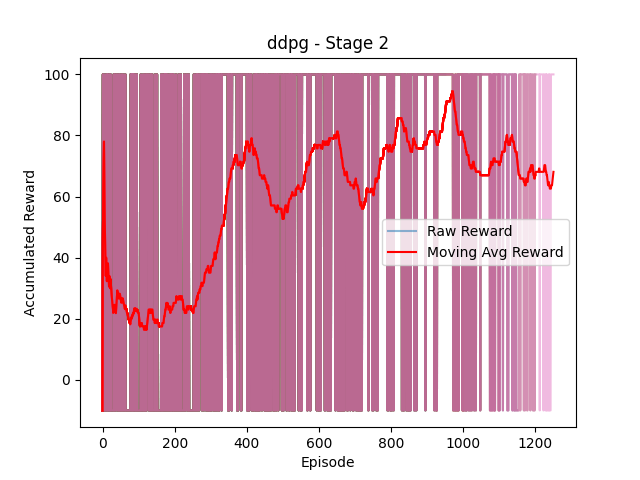 ddpg - Stage 2
100
80
60
40
20
0
Accumulated Reward
Raw Reward
Moving Avg Reward
0 200 400 600 800 1000 1200
Episode